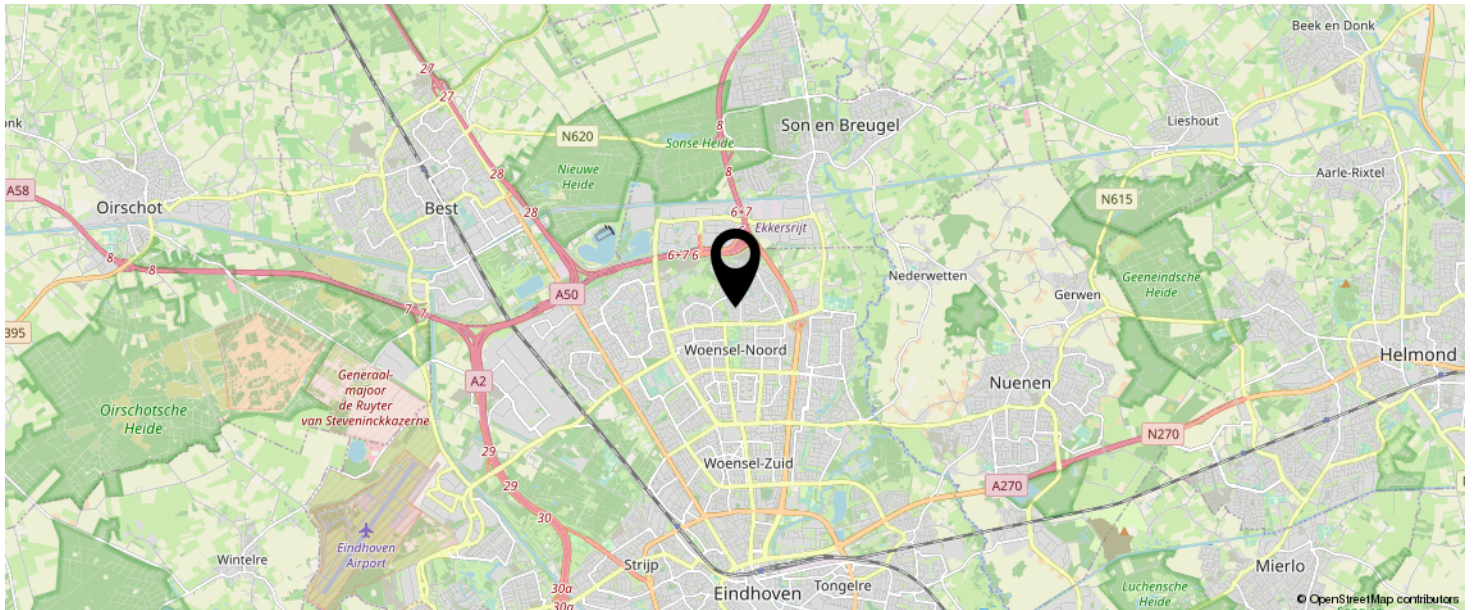 Beek en Donk
27
27
onk
N620
Sonse Heide
8
Son en Breugel
Lieshout
Nieuwe
Heide
28
8
Aarle-Rixtel
A58
Oirschot
Best
28
N615
6+7
Ekkersrijt
8
8
6+7 6
Nederwetten
Geeneindsche
Heide
A50
Gerwen
7
7
395
Woensel-Noord
Helmond
A2
Generaal-
majoor
de Ruyter
van Steveninckkazerne
Nuenen
Oirschotsche
Heide
N270
29
Woensel-Zuid
29
A270
30
Eindhoven
Airport
Wintelre
Strijp
Eindhoven
Tongelre
Mierlo
30a
30a
Luchensche
Heide
N
© OpenStreetMap contributors